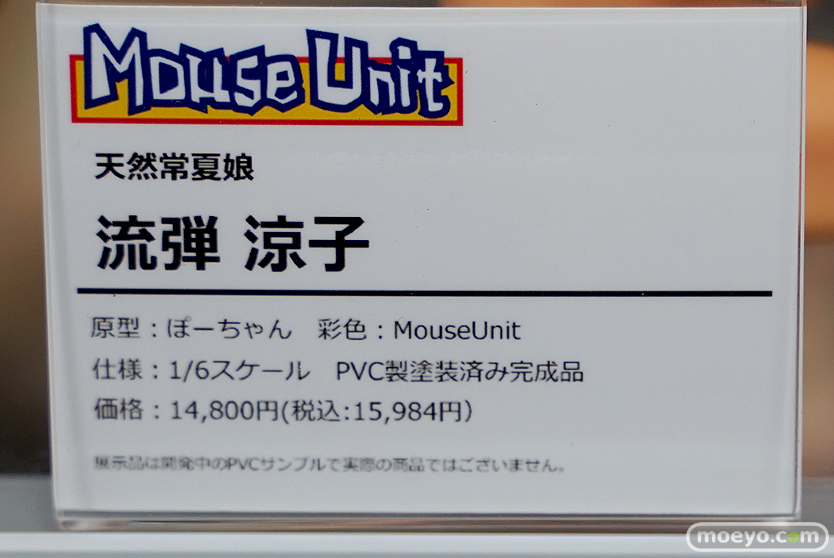 Mouse Unit
天然常夏娘
流弾 涼子
原型：ぽーちゃん　彩色：MouseUnit
仕様：1/6スケール　PVC製塗装済み完成品
価格：14,800円(税込:15,984円）
展示品は開発中のPVCサンプルで実際の商品ではございません。
moeyo.com